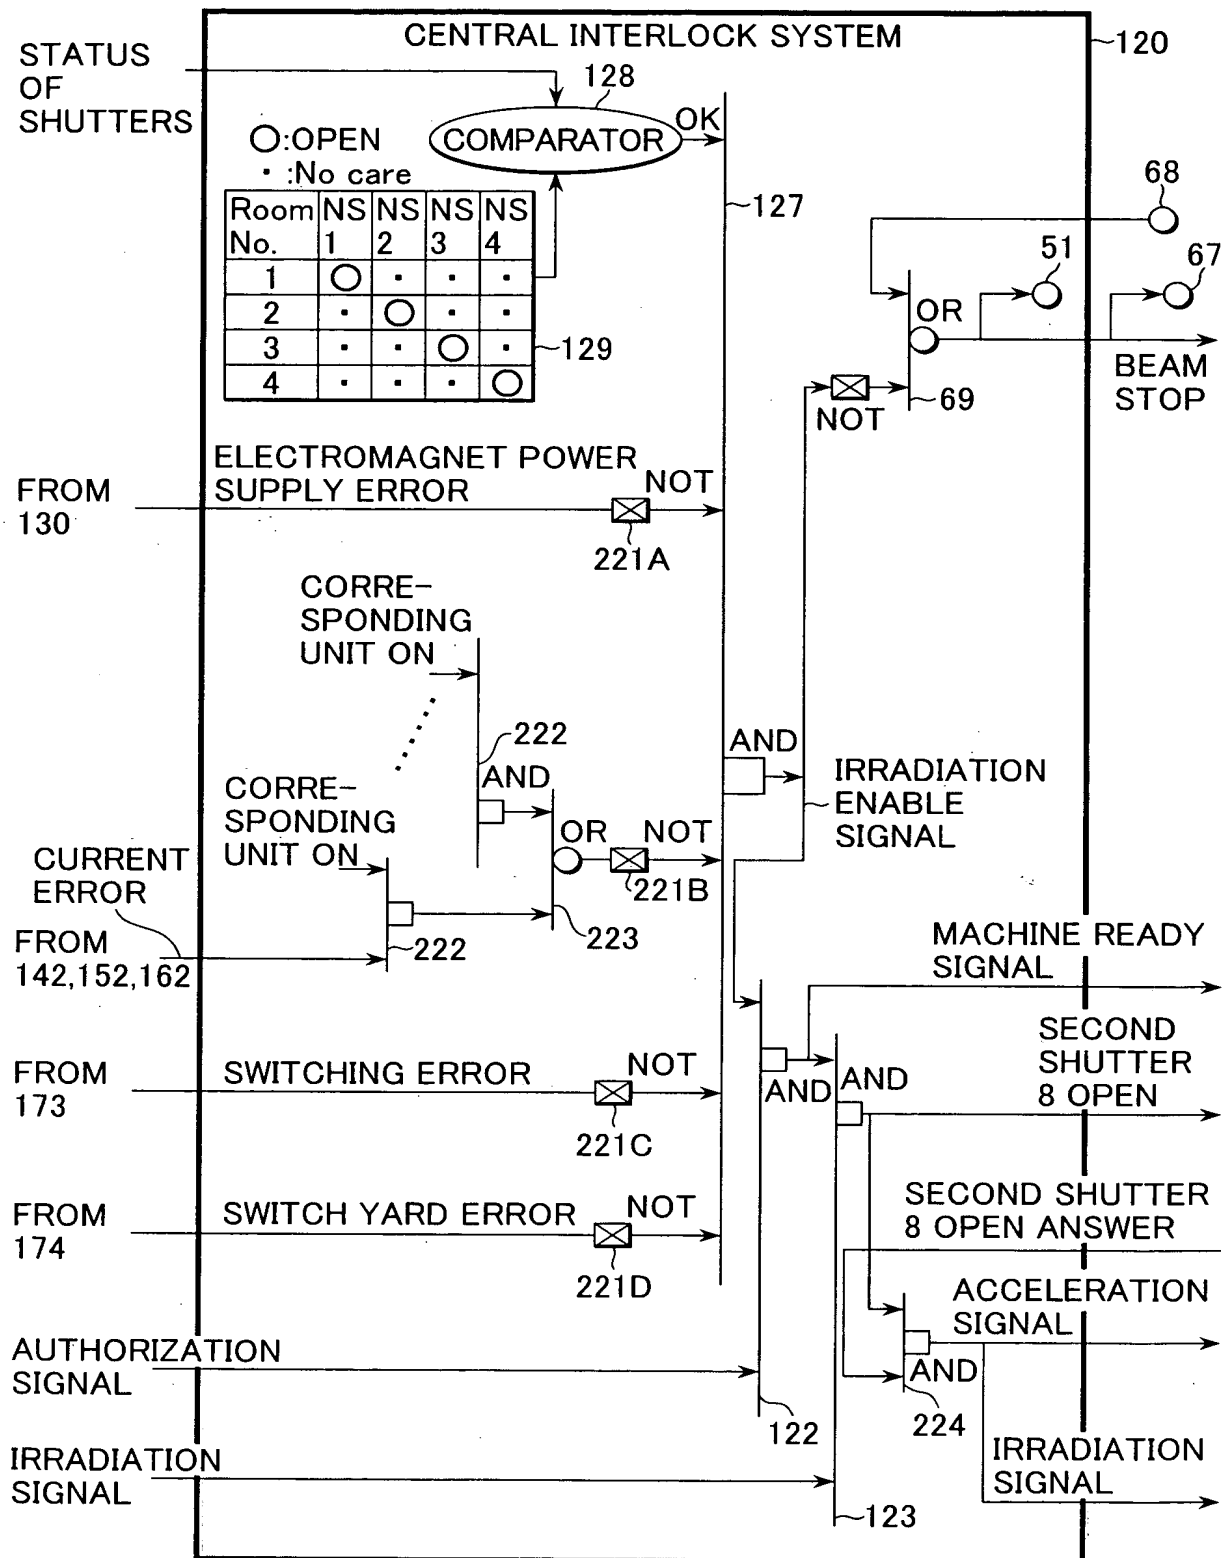 CENTRAL INTERLOCK SYSTEM
120
STATUS
OF
SHUTTERS
128
COMPARATOR
OK
○:OPEN
・:No care
127
Room No. NS 1 NS 2 NS 3 NS 4
1 ○ ・ ・ ・
2 ・ ○ ・ ・
3 ・ ・ ○ ・
4 ・ ・ ・ ○
129
68
51
67
OR
BEAM
STOP
69
NOT
ELECTROMAGNET POWER
SUPPLY ERROR
NOT
FROM
130
221A
CORRE-
SPONDING
UNIT ON
222
AND
AND
IRRADIATION
ENABLE
SIGNAL
CORRE-
SPONDING
UNIT ON
OR
NOT
221B
CURRENT
ERROR
FROM
142,152,162
222
223
MACHINE READY
SIGNAL
SECOND
SHUTTER
8 OPEN
FROM
173
SWITCHING ERROR
NOT
221C
AND
AND
SECOND SHUTTER
8 OPEN ANSWER
FROM
174
SWITCH YARD ERROR
NOT
221D
ACCELERATION
SIGNAL
AUTHORIZATION
SIGNAL
AND
224
122
IRRADIATION
SIGNAL
IRRADIATION
SIGNAL
123